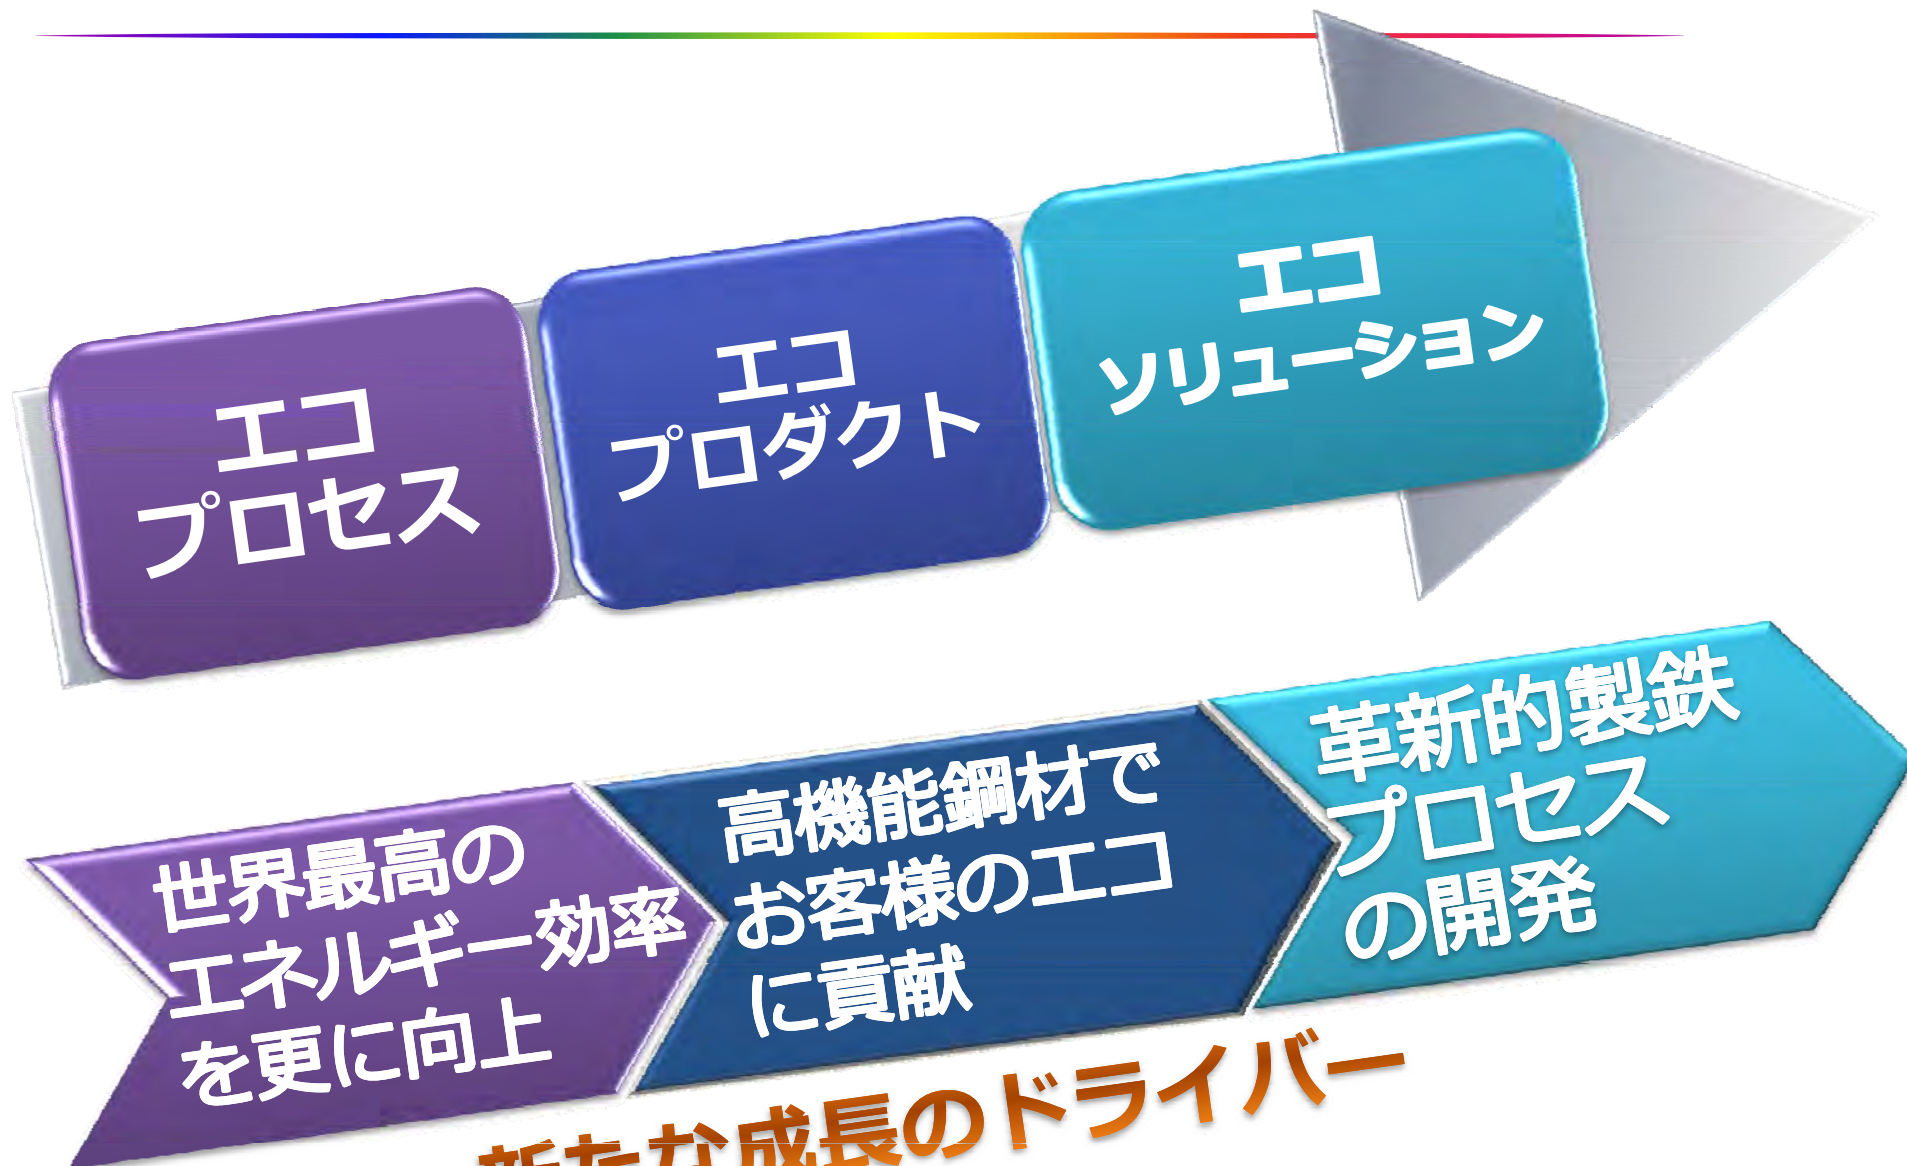 エコ
プロセス
エコ
プロダクト
エコ
ソリューション
世界最高の
エネルギー効率
を更に向上
高機能鋼材で
お客様のエコ
に貢献
革新的製鉄
プロセス
の開発
新たな成長のドライバー